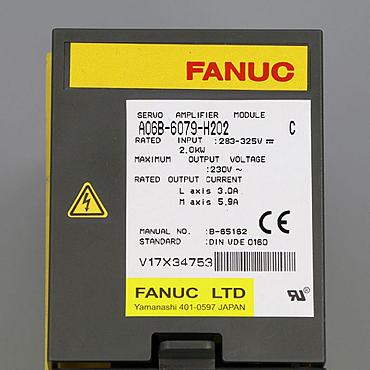 FANUC
SERVO AMPLIFIER MODULE
A06B-6079-H202 C
RATED INPUT :283-325V ⎓
2.0KW
MAXIMUM OUTPUT VOLTAGE
:230V ~
RATED OUTPUT CURRENT
L axis 3.0A
M axis 5.9A
MANUAL NO. :B-65162
STANDARD :DIN VDE 0160
CE
V17X34753
FANUC LTD
Yamanashi 401-0597 JAPAN